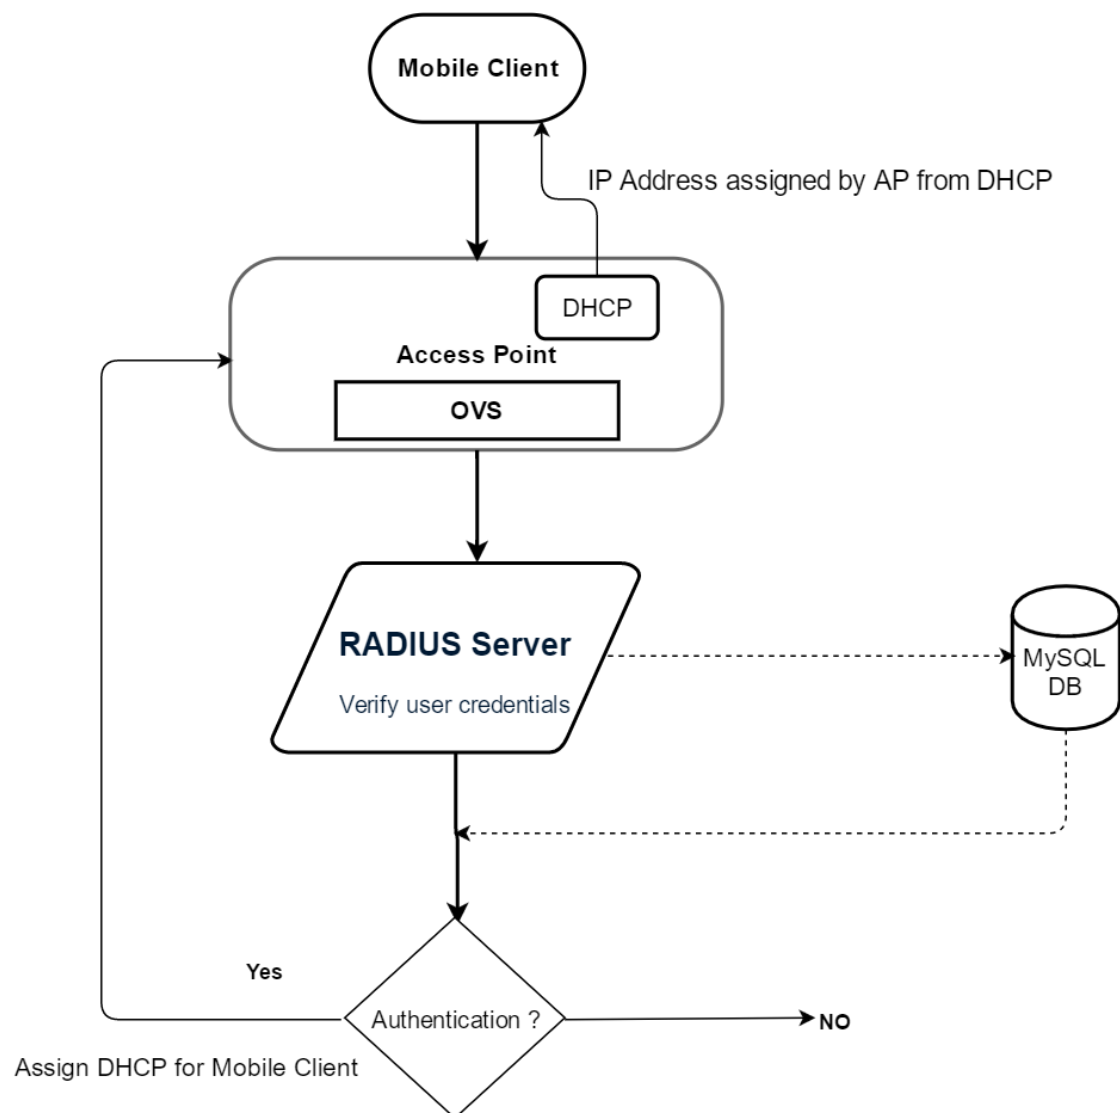 Mobile Client
IP Address assigned by AP from DHCP
DHCP
Access Point
OVS
RADIUS Server
Verify user credentials
MySQL
DB
Yes
Authentication ?
NO
Assign DHCP for Mobile Client